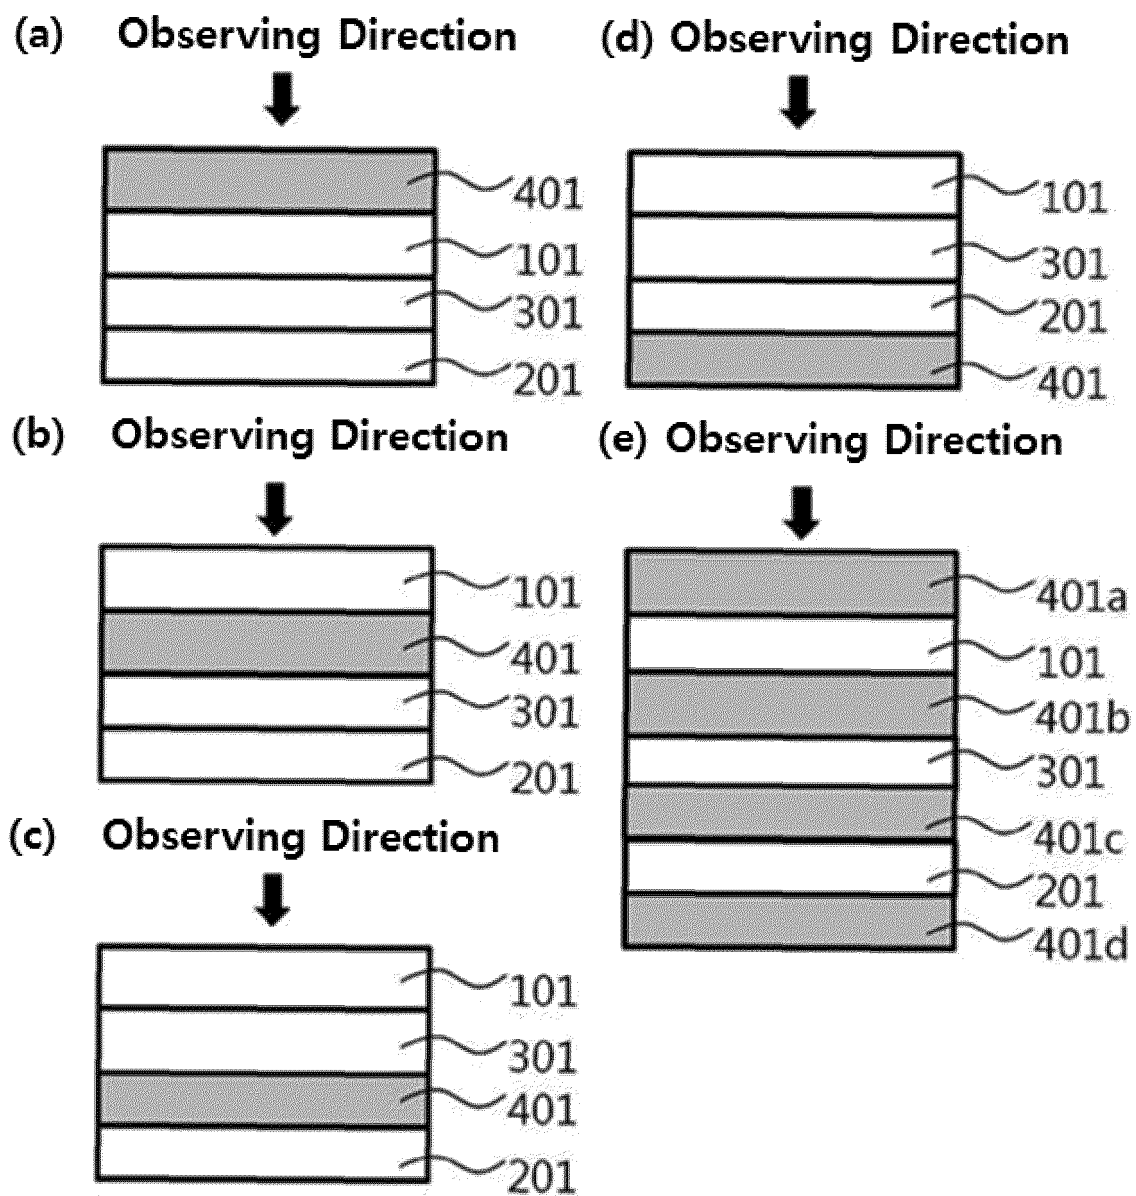 (a) Observing Direction
401
101
301
201
(b) Observing Direction
101
401
301
201
(c) Observing Direction
101
301
401
201
(d) Observing Direction
101
301
201
401
(e) Observing Direction
401a
101
401b
301
401c
201
401d